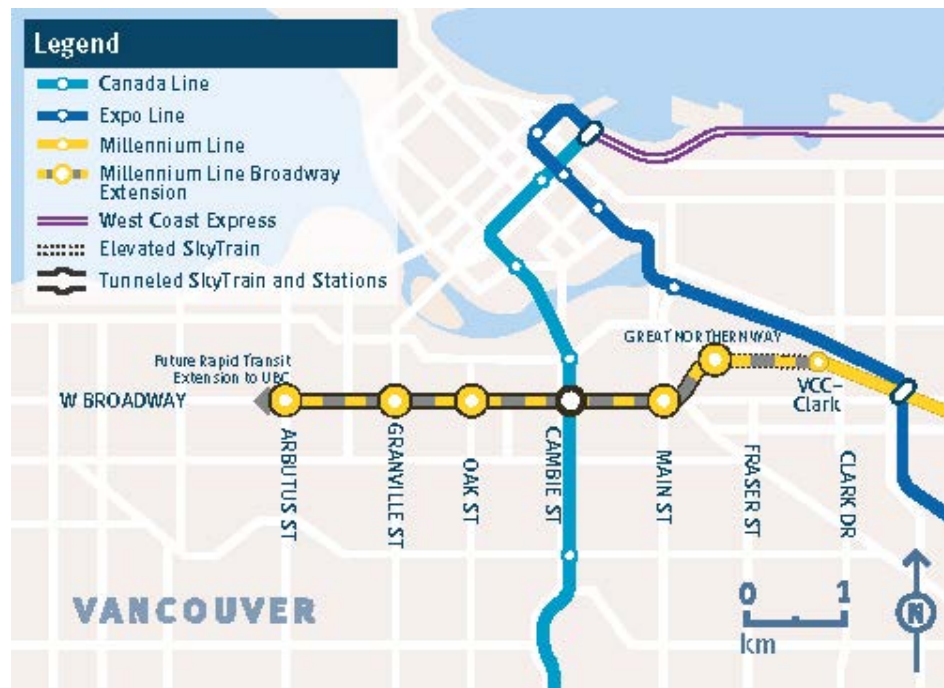 Legend
Canada Line
Expo Line
Millennium Line
Millennium Line Broadway
Extension
West Coast Express
Elevated SkyTrain
Tunneled SkyTrain and Stations
GREAT NORTHERN WAY
Future Rapid Transit
Extension to UBC
W BROADWAY
VCC–
Clark
ARBUTUS ST
GRANVILLE ST
OAK ST
CAMBIE ST
MAIN ST
FRASER ST
CLARK DR
VANCOUVER
0 1
km
N